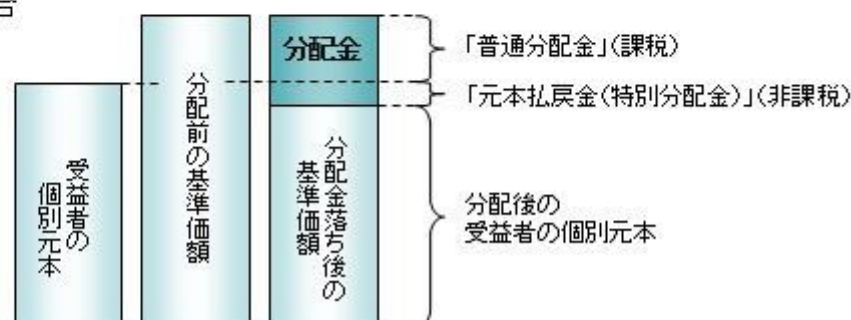 分配金
「普通分配金」(課税)
「元本払戻金(特別分配金)」(非課税)
受益者の
個別元本
分配前の基準価額
分配金落ち後の
基準価額
分配後の
受益者の個別元本